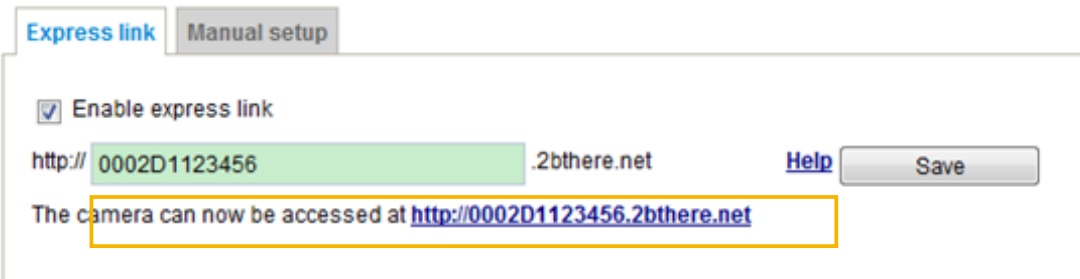 Express link Manual setup
Enable express link
http:// 0002D1123456 .2bthere.net Help Save
The camera can now be accessed at http://0002D1123456.2bthere.net